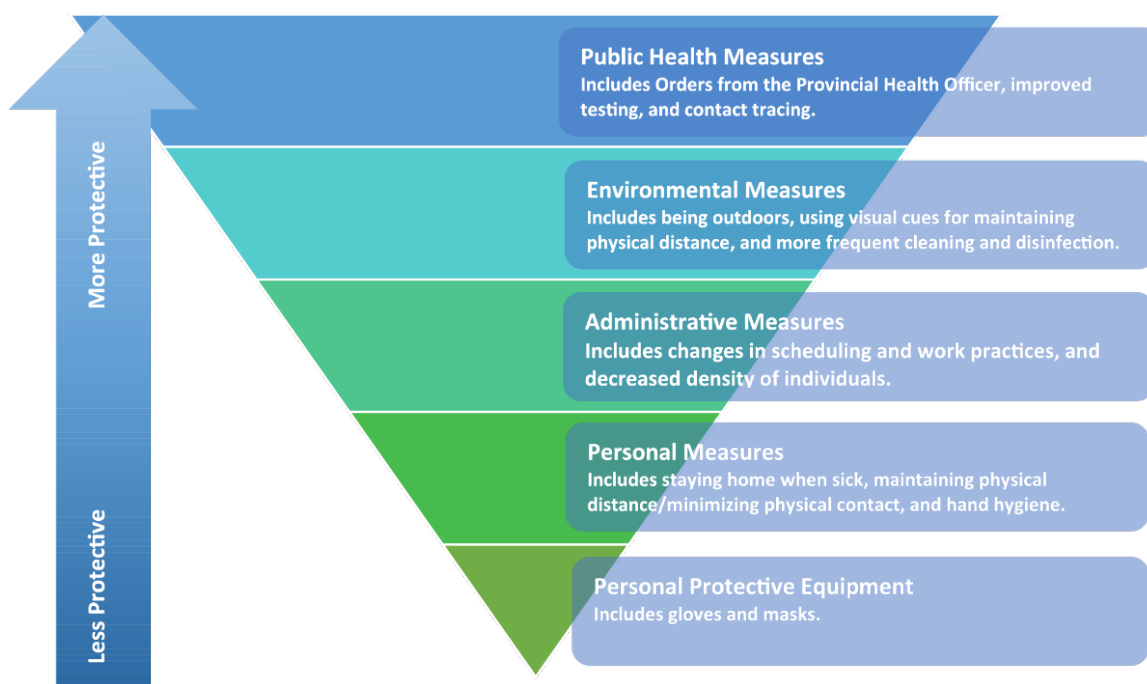 More Protective
Less Protective
Public Health Measures
Includes Orders from the Provincial Health Officer, improved
testing, and contact tracing.
Environmental Measures
Includes being outdoors, using visual cues for maintaining
physical distance, and more frequent cleaning and disinfection.
Administrative Measures
Includes changes in scheduling and work practices, and
decreased density of individuals.
Personal Measures
Includes staying home when sick, maintaining physical
distance/minimizing physical contact, and hand hygiene.
Personal Protective Equipment
Includes gloves and masks.